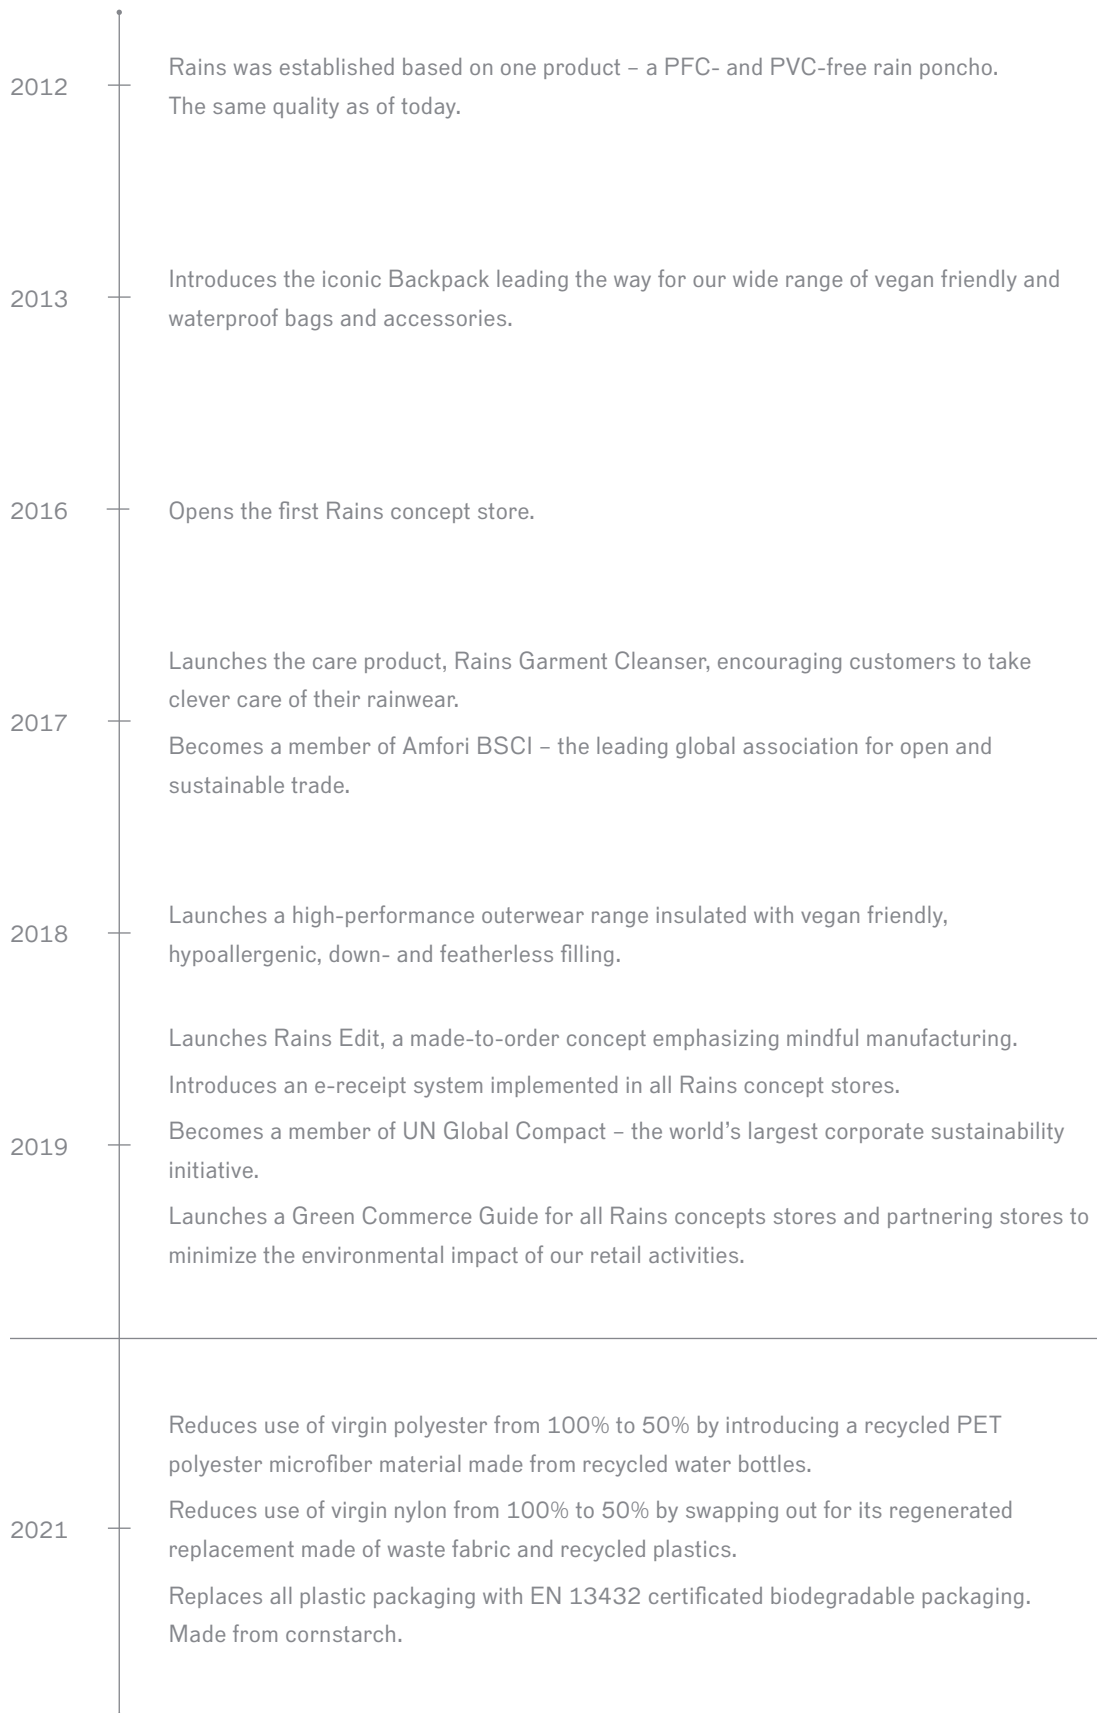 2012
Rains was established based on one product – a PFC- and PVC-free rain poncho.
The same quality as of today.
2013
Introduces the iconic Backpack leading the way for our wide range of vegan friendly and
waterproof bags and accessories.
2016
Opens the first Rains concept store.
2017
Launches the care product, Rains Garment Cleanser, encouraging customers to take
clever care of their rainwear.
Becomes a member of Amfori BSCI – the leading global association for open and
sustainable trade.
2018
Launches a high-performance outerwear range insulated with vegan friendly,
hypoallergenic, down- and featherless filling.
2019
Launches Rains Edit, a made-to-order concept emphasizing mindful manufacturing.
Introduces an e-receipt system implemented in all Rains concept stores.
Becomes a member of UN Global Compact – the world’s largest corporate sustainability
initiative.
Launches a Green Commerce Guide for all Rains concepts stores and partnering stores to
minimize the environmental impact of our retail activities.
2021
Reduces use of virgin polyester from 100% to 50% by introducing a recycled PET
polyester microfiber material made from recycled water bottles.
Reduces use of virgin nylon from 100% to 50% by swapping out for its regenerated
replacement made of waste fabric and recycled plastics.
Replaces all plastic packaging with EN 13432 certificated biodegradable packaging.
Made from cornstarch.